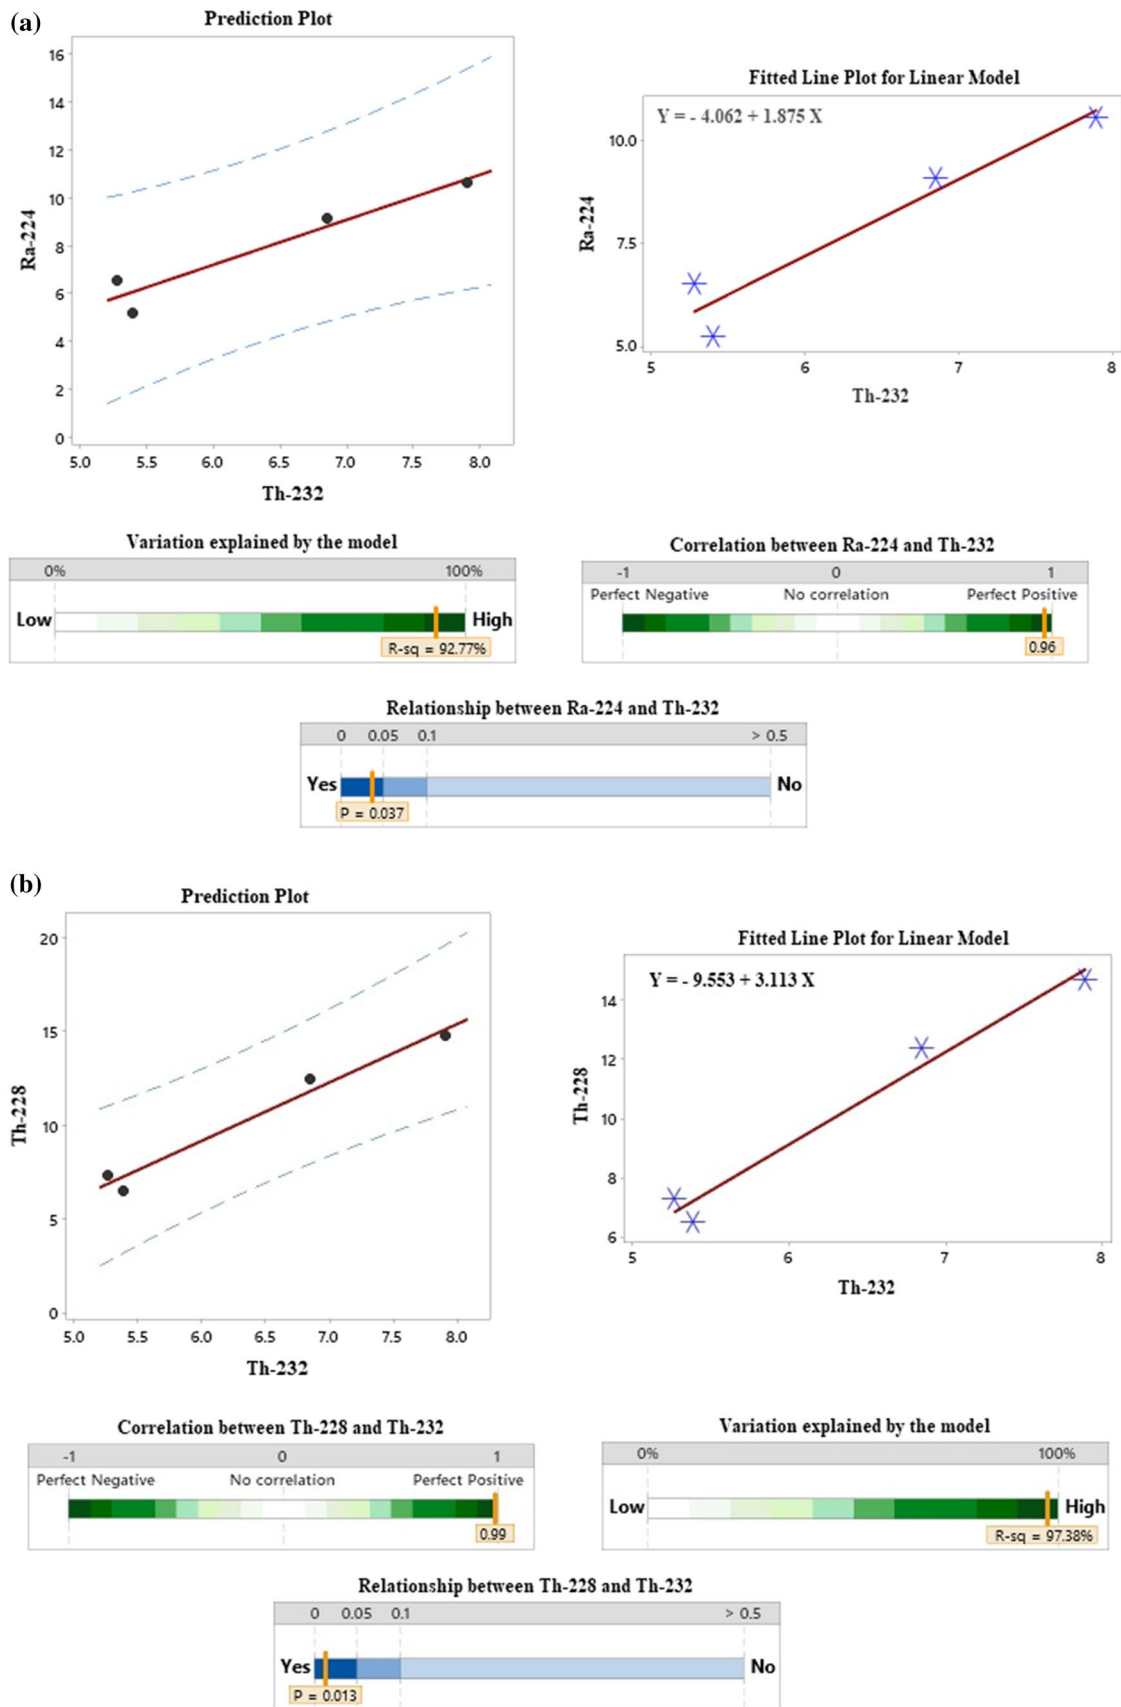 (a)
Prediction Plot
16
14
12
10
8
6
4
2
0
Ra-224
5.0 5.5 6.0 6.5 7.0 7.5 8.0
Th-232
Fitted Line Plot for Linear Model
Y = - 4.062 + 1.875 X
10.0
7.5
5.0
Ra-224
5 6 7 8
Th-232
Variation explained by the model
0% 100%
Low High
R-sq = 92.77%
Correlation between Ra-224 and Th-232
-1 0 1
Perfect Negative No correlation Perfect Positive
0.96
Relationship between Ra-224 and Th-232
0 0.05 0.1 > 0.5
Yes No
P = 0.037
(b)
Prediction Plot
20
15
10
5
0
Th-228
5.0 5.5 6.0 6.5 7.0 7.5 8.0
Th-232
Fitted Line Plot for Linear Model
Y = - 9.553 + 3.113 X
14
12
10
8
6
Th-228
5 6 7 8
Th-232
Correlation between Th-228 and Th-232
-1 0 1
Perfect Negative No correlation Perfect Positive
0.99
Variation explained by the model
0% 100%
Low High
R-sq = 97.38%
Relationship between Th-228 and Th-232
0 0.05 0.1 > 0.5
Yes No
P = 0.013